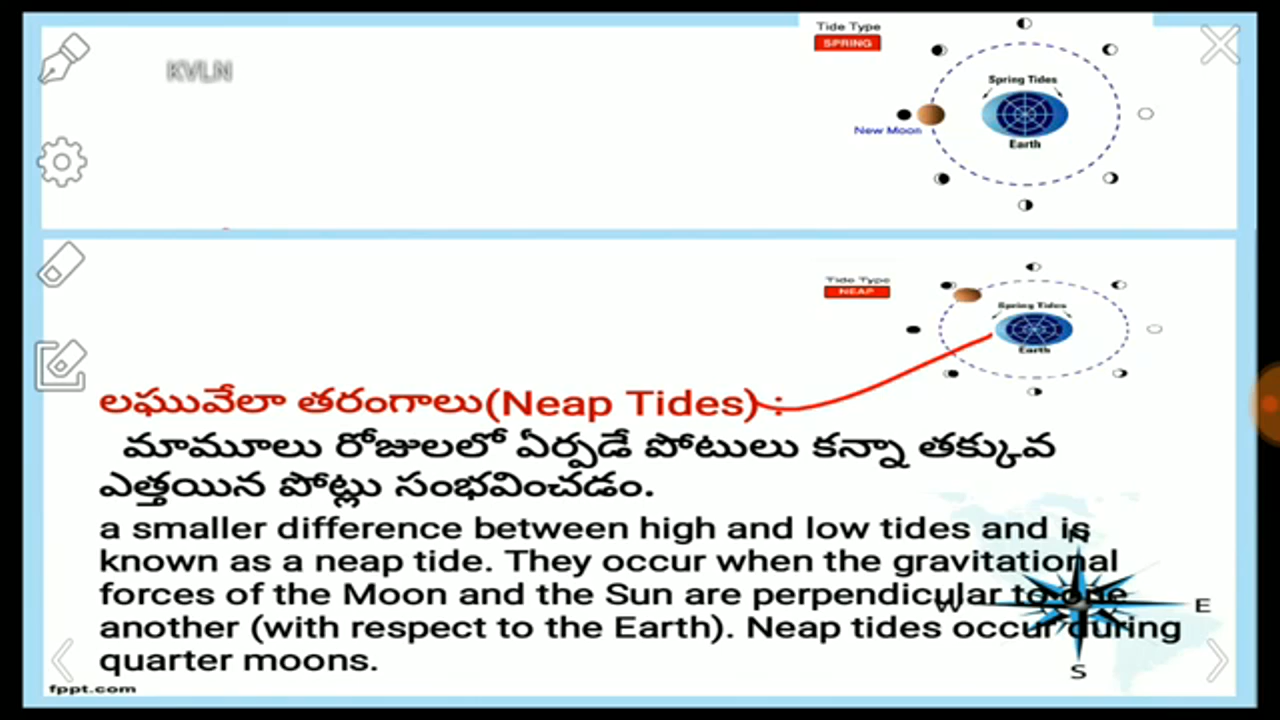 KVLN
Tide Type
SPRING
Spring Tides
New Moon
Earth
Tide Type
NEAP
Spring Tides
Earth
లఘువేలా తరంగాలు(Neap Tides) :
మామూలు రోజులలో ఏర్పడే పోటులు కన్నా తక్కువ
ఎత్తయిన పోట్లు సంభవించడం.
a smaller difference between high and low tides and is
known as a neap tide. They occur when the gravitational
forces of the Moon and the Sun are perpendicular to one
another (with respect to the Earth). Neap tides occur during
quarter moons.
N
W
E
S
fppt.com